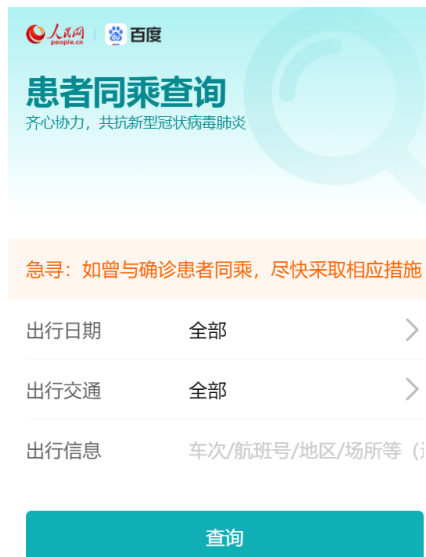 人民网 百度
people.cn
患者同乘查询
齐心协力，共抗新型冠状病毒肺炎
急寻：如曾与确诊患者同乘，尽快采取相应措施
出行日期 全部
出行交通 全部
出行信息 车次/航班号/地区/场所等（
查询